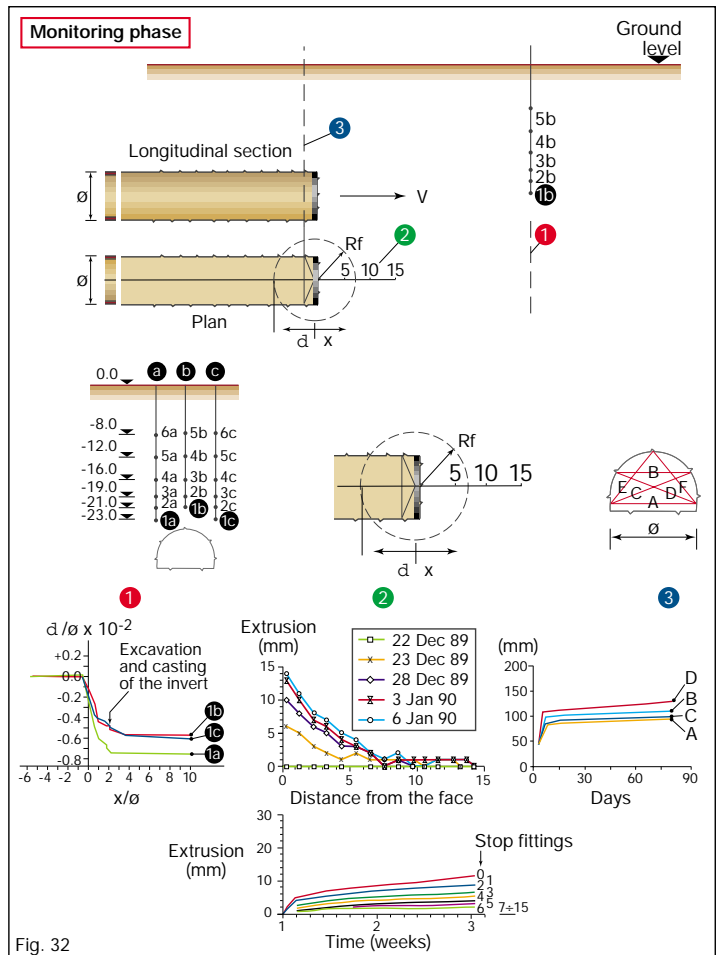 Monitoring phase
Ground
level
3
5b
4b
3b
2b
1b
Longitudinal section
ø
V
Rf
2
1
5 10 15
ø
Plan
d x
0.0
a b c
-8.0 6a 5b 6c
-12.0 5a 4b 5c
-16.0 4a 3b 4c
-19.0 3a 2b 3c
-21.0 2a 1b 2c
-23.0 1a 1c
Rf
5 10 15
d x
B
E C D F
A
ø
1
2
3
d/ø x 10-2
+0.2
0.0
-0.2
-0.4
-0.6
-0.8
Excavation
and casting
of the invert
1b
1c
1a
-6 -4 -2 0 2 4 6 8 10
x/ø
Extrusion
(mm)
15
10
5
0
22 Dec 89
23 Dec 89
28 Dec 89
3 Jan 90
6 Jan 90
0 5 10 15
Distance from the face
(mm)
200
150
100
50
D
B
C
A
0 30 60 90
Days
30
20
10
0
Extrusion
(mm)
Stop fittings
0
2 1
4 3
6 5
7÷15
1 2 3
Time (weeks)
Fig. 32